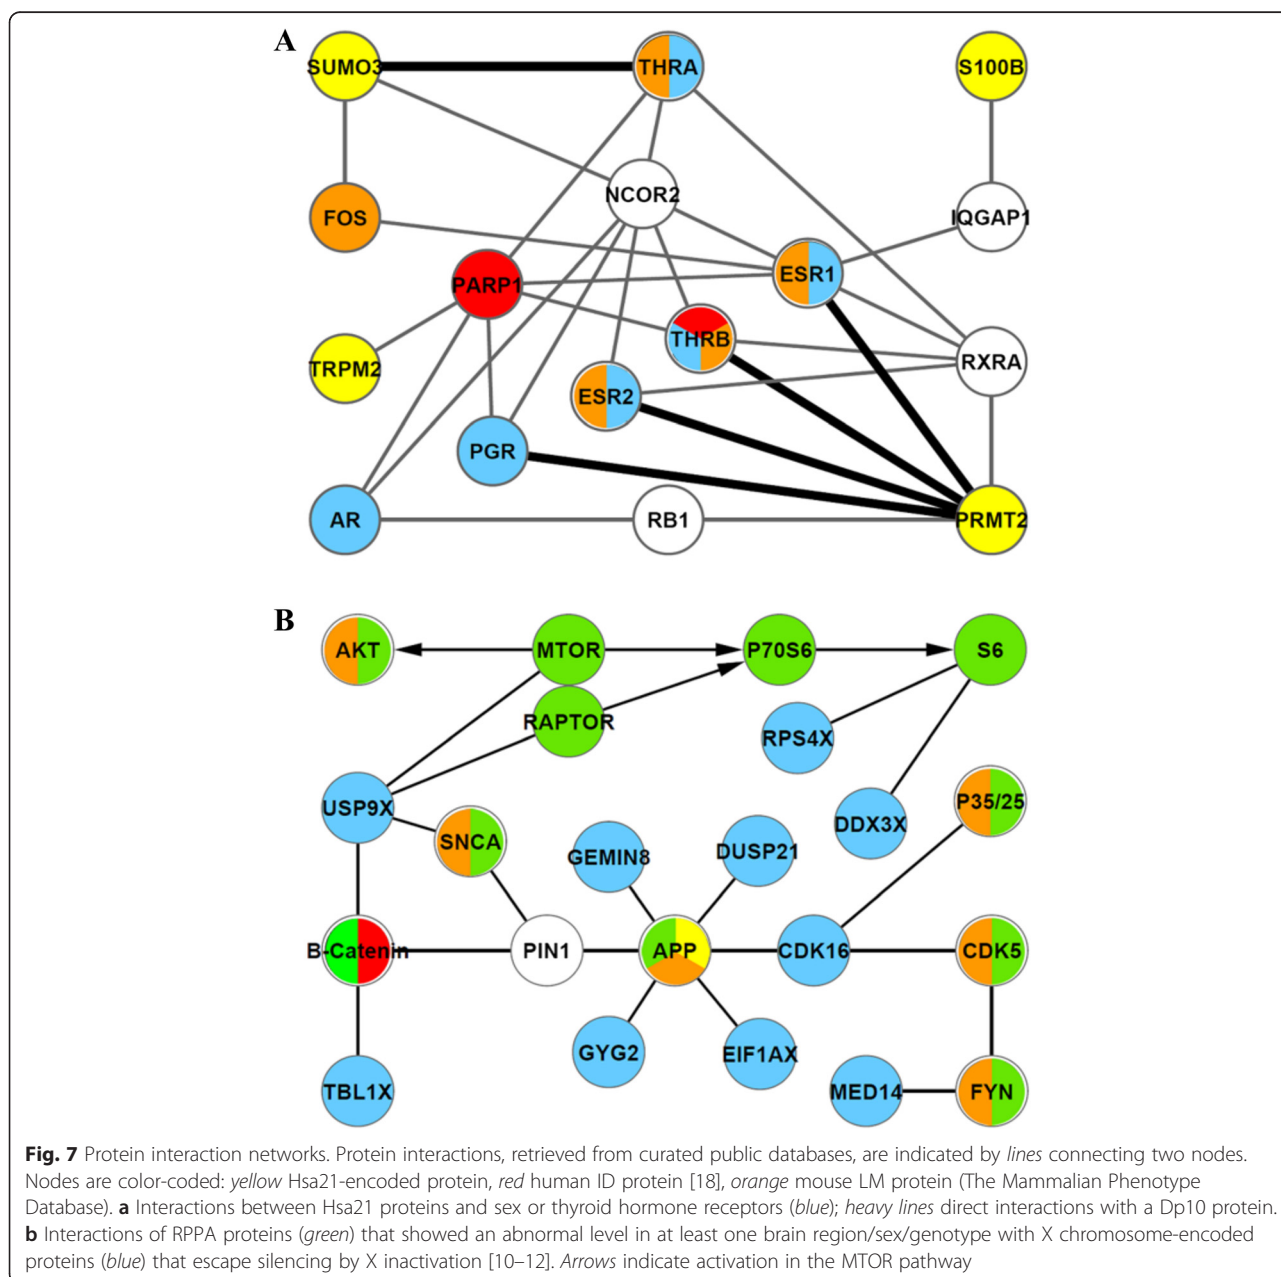 A
SUMO3 THRA S100B
NCOR2
FOS IQGAP1
ESR1
PARP1
THRB
TRPM2 RXRA
ESR2
PGR
AR RB1 PRMT2
B
AKT MTOR P70S6 S6
RAPTOR
RPS4X
USP9X P35/25
DDX3X
SNCA GEMIN8 DUSP21
B-Catenin PIN1 APP CDK16 CDK5
GYG2 EIF1AX
TBL1X MED14 FYN
Fig. 7 Protein interaction networks. Protein interactions, retrieved from curated public databases, are indicated by lines connecting two nodes.
Nodes are color-coded: yellow Hsa21-encoded protein, red human ID protein [18], orange mouse LM protein (The Mammalian Phenotype
Database). a Interactions between Hsa21 proteins and sex or thyroid hormone receptors (blue); heavy lines direct interactions with a Dp10 protein.
b Interactions of RPPA proteins (green) that showed an abnormal level in at least one brain region/sex/genotype with X chromosome-encoded
proteins (blue) that escape silencing by X inactivation [10–12]. Arrows indicate activation in the MTOR pathway